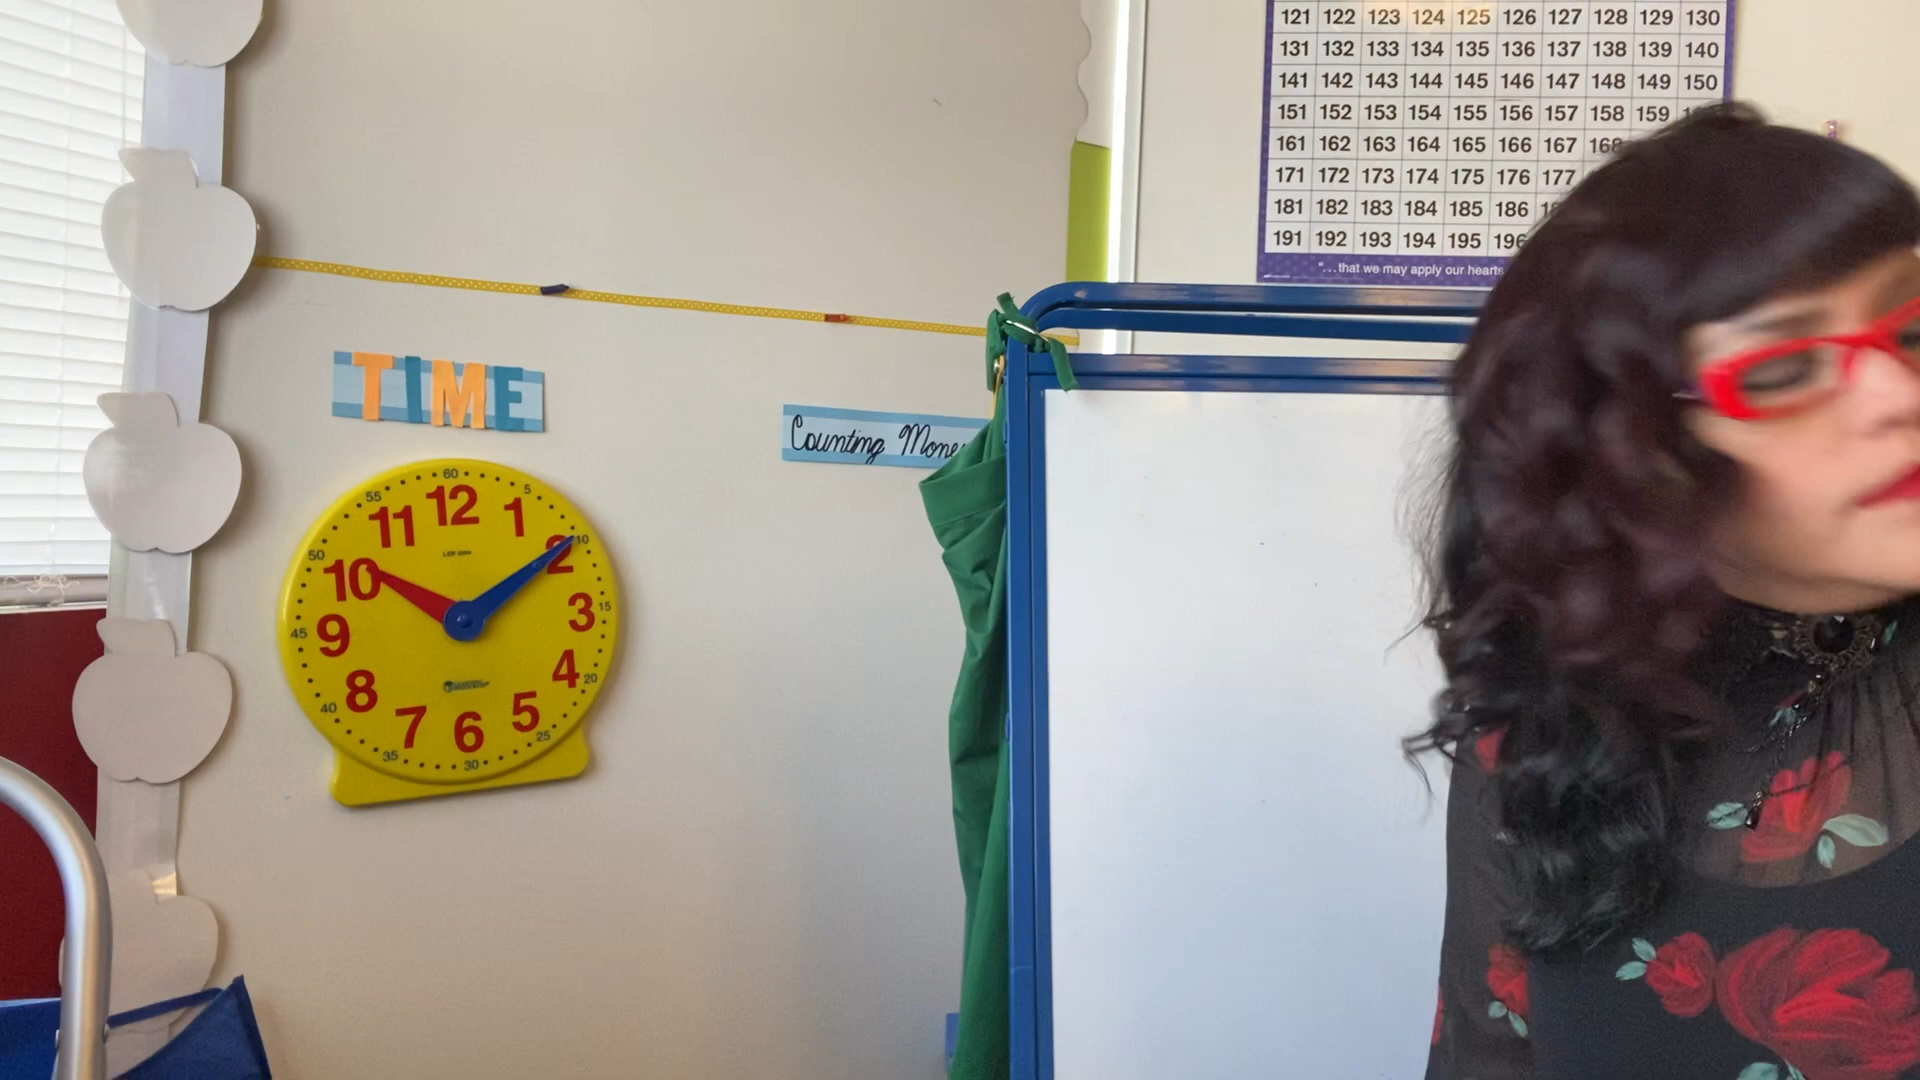 121 122 123 124 125 126 127 128 129 130
131 132 133 134 135 136 137 138 139 140
141 142 143 144 145 146 147 148 149 150
151 152 153 154 155 156 157 158 159
161 162 163 164 165 166 167 168
171 172 173 174 175 176 177
181 182 183 184 185 186
191 192 193 194 195 196
"...that we may apply our hearts
TIME
Counting Money
60
55 5
12
11 1
50 10
10 2
9 3
45 15
8 4
40 20
7 5
6
35 25
30